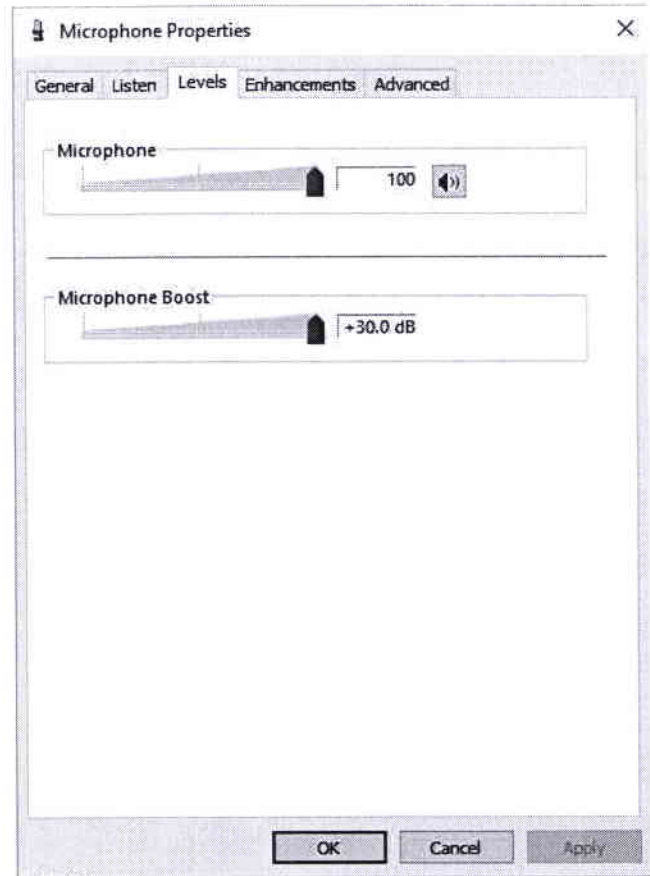 Microphone Properties
General Listen Levels Enhancements Advanced
Microphone
100
Microphone Boost
+30.0 dB
OK Cancel Apply